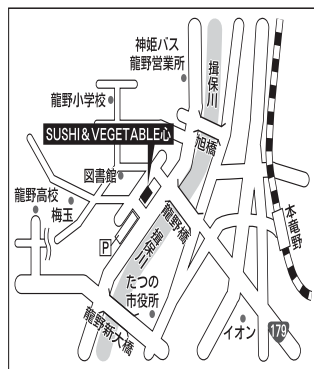 神姫バス
龍野営業所
揖保川
龍野小学校
SUSHI&VEGETABLE心
旭橋
図書館
龍野高校
梅玉
龍野橋
本竜野
P
揖保川
たつの
市役所
龍野新大橋
イオン
179